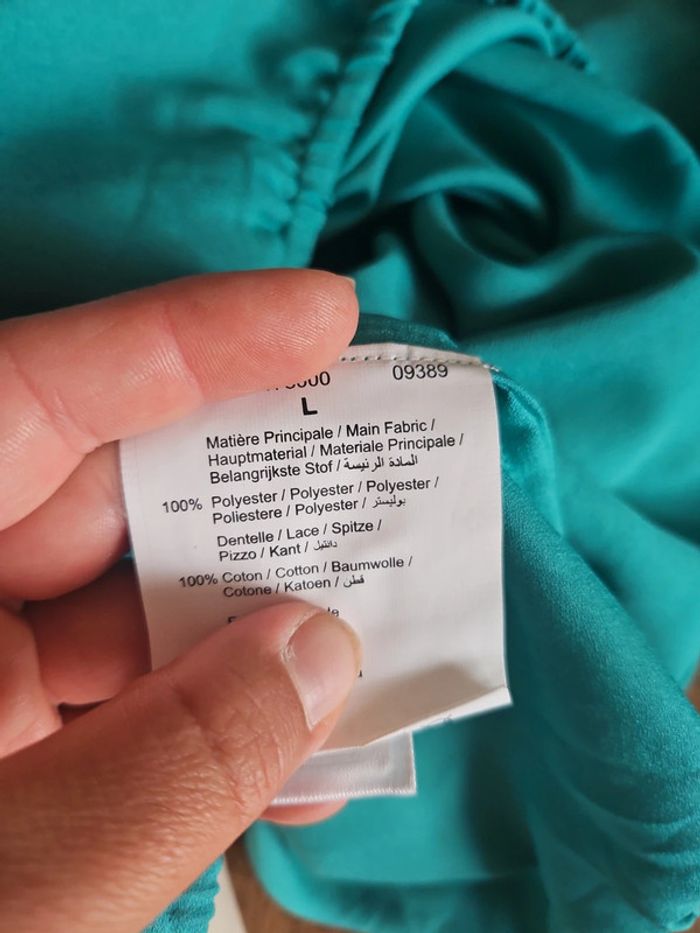 09389
L
Matière Principale / Main Fabric /
Hauptmaterial / Materiale Principale /
Belangrijkste Stof / المادة الرئيسة
100% Polyester / Polyester / Polyester /
Poliestere / Polyester / بوليستر
Dentelle / Lace / Spitze /
Pizzo / Kant / دانتيل
100% Coton / Cotton / Baumwolle /
Cotone / Katoen / قطن